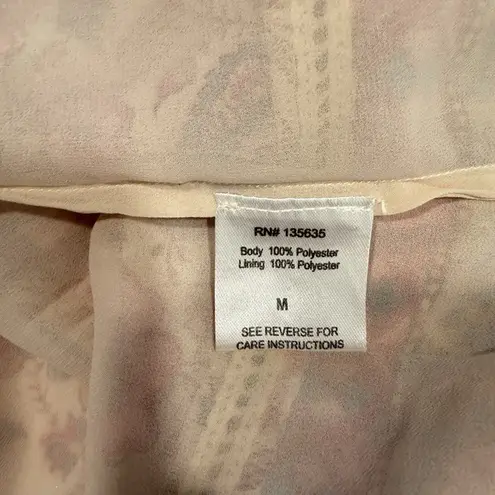 RN# 135635
Body 100% Polyester
Lining 100% Polyester
M
SEE REVERSE FOR
CARE INSTRUCTIONS